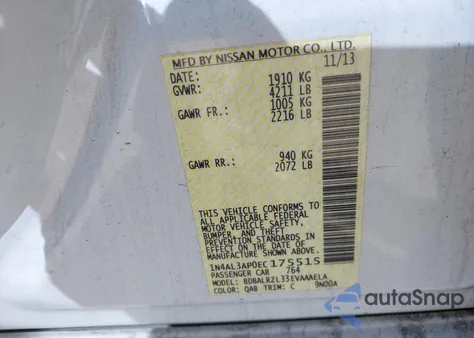 MFD BY NISSAN MOTOR CO., LTD.
11/13
DATE: 1910 KG
GVWR: 4211 LB
1005 KG
GAWR FR.: 2216 LB
940 KG
GAWR RR.: 2072 LB
THIS VEHICLE CONFORMS TO
ALL APPLICABLE FEDERAL
MOTOR VEHICLE SAFETY,
BUMPER, AND THEFT
PREVENTION STANDARDS IN
EFFECT ON THE DATE OF
MANUFACTURE SHOWN ABOVE.
1N4AL3AP0EC175515
PASSENGER CAR 764
MODEL: BDBALRZL33EVAAAELA
COLOR: QAB TRIM: C 9N00A
autoSnap